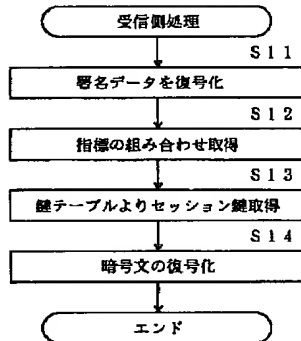 受信側処理
S11
署名データを復号化
S12
指標の組み合わせ取得
S13
鍵テーブルよりセッション鍵取得
S14
暗号文の復号化
エンド